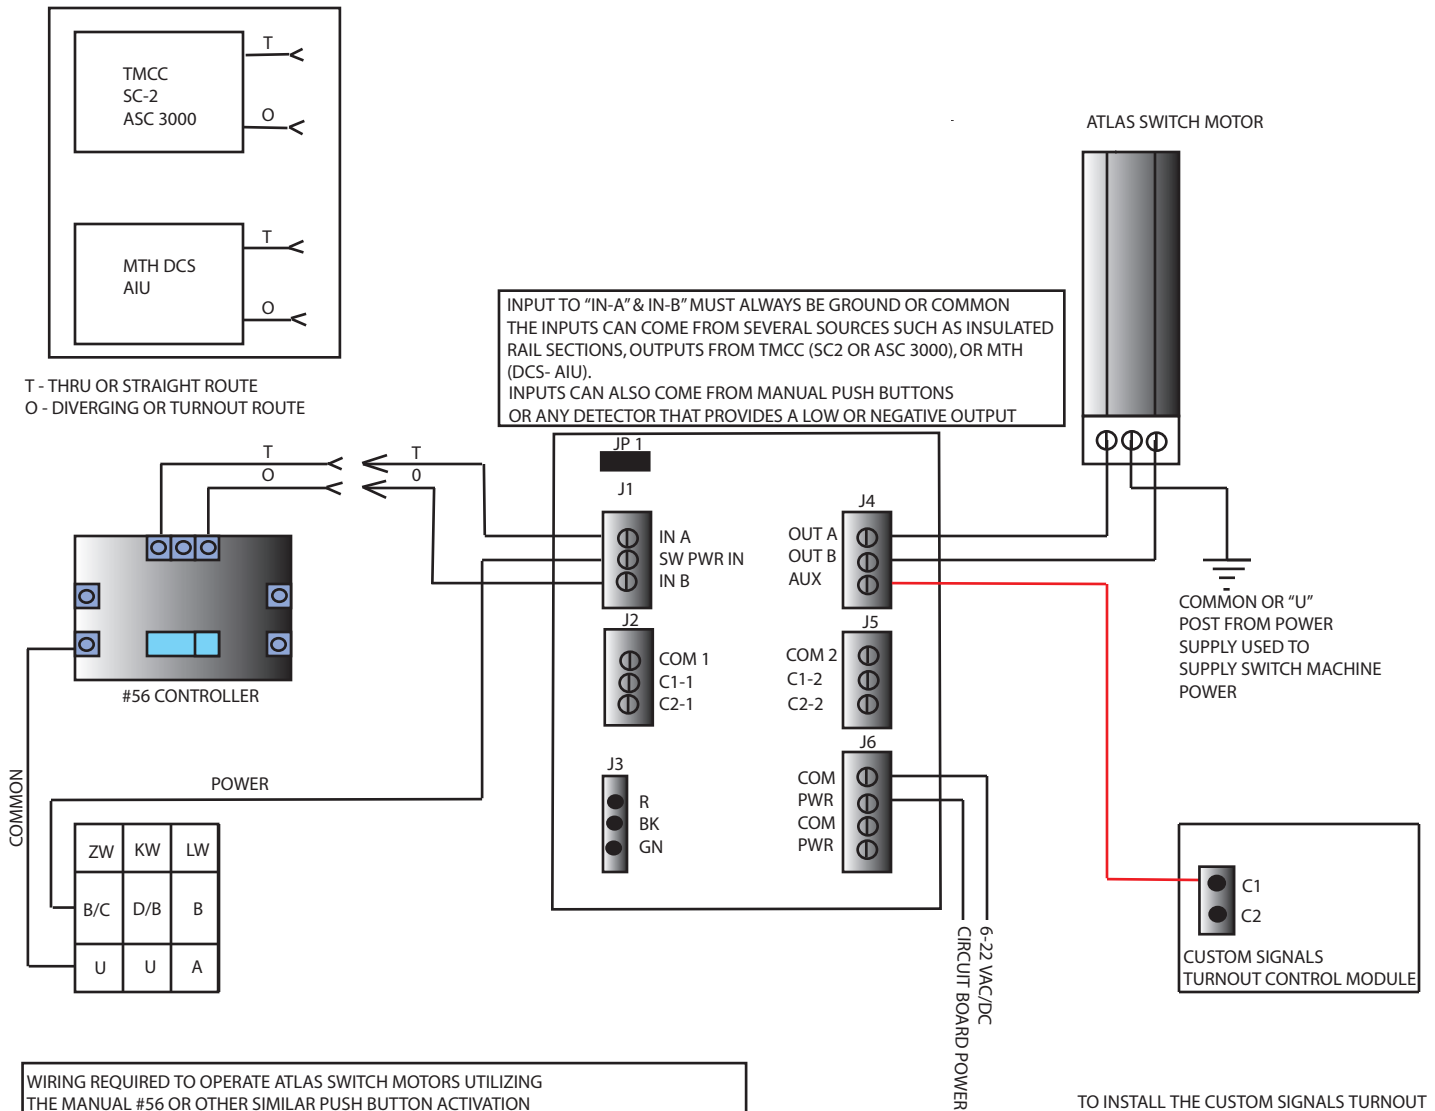 T
TMCC
SC-2
ASC 3000
O
T
MTH DCS
AIU
O
T - THRU OR STRAIGHT ROUTE
O - DIVERGING OR TURNOUT ROUTE
ATLAS SWITCH MOTOR
INPUT TO “IN-A” & IN-B” MUST ALWAYS BE GROUND OR COMMON
THE INPUTS CAN COME FROM SEVERAL SOURCES SUCH AS INSULATED
RAIL SECTIONS, OUTPUTS FROM TMCC (SC2 OR ASC 3000), OR MTH
(DCS- AIU).
INPUTS CAN ALSO COME FROM MANUAL PUSH BUTTONS
OR ANY DETECTOR THAT PROVIDES A LOW OR NEGATIVE OUTPUT
T
O
T
0
#56 CONTROLLER
COMMON
POWER
ZW KW LW
B/C D/B B
U U A
JP 1
J1
IN A
SW PWR IN
IN B
J2
COM 1
C1-1
C2-1
J3
R
BK
GN
J4
OUT A
OUT B
AUX
J5
COM 2
C1-2
C2-2
J6
COM
PWR
COM
PWR
6-22 VAC/DC
CIRCUIT BOARD POWER
COMMON OR “U”
POST FROM POWER
SUPPLY USED TO
SUPPLY SWITCH MACHINE
POWER
C1
C2
CUSTOM SIGNALS
TURNOUT CONTROL MODULE
WIRING REQUIRED TO OPERATE ATLAS SWITCH MOTORS UTILIZING
THE MANUAL #56 OR OTHER SIMILAR PUSH BUTTON ACTIVATION
TO INSTALL THE CUSTOM SIGNALS TURNOUT